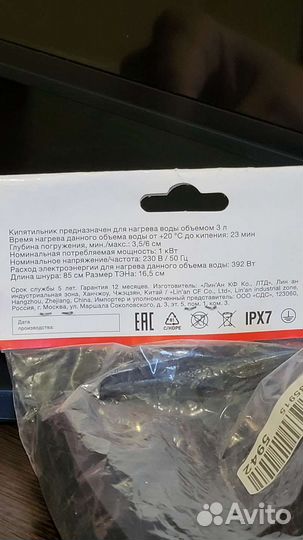 Кипятильник предназначен для нагрева воды объемом 3 л
Время нагрева данного объема воды от +20 °С до кипения: 23 мин
Глубина погружения, мин./макс.: 3,5/6 см
Номинальная потребляемая мощность: 1 кВт
Номинальное напряжение/частота: 230 В / 50 Гц
Расход электроэнергии для нагрева данного объема воды: 392 Вт
Длина шнура: 85 см Размер ТЭНа: 16,5 см
Срок службы 5 лет. Гарантия 12 месяцев. Изготовитель: «Лин'Ан КФ Ко., ЛТД», Лин ан
индустриальная зона, Ханчжоу, Чжэцзян, Китай / «Lin'an CF Co., Ltd», Lin'an industrial zone,
Hangzhou, Zhejiang, China. Импортер и уполномоченный представитель: ООО «СДС», 123060,
Россия, г. Москва, ул. Маршала Соколовского, д. 3, эт. 5, пом. 1, ком. 3.
Дата
производства:
EAC
C/HDPE
IPX7
5942
Avito